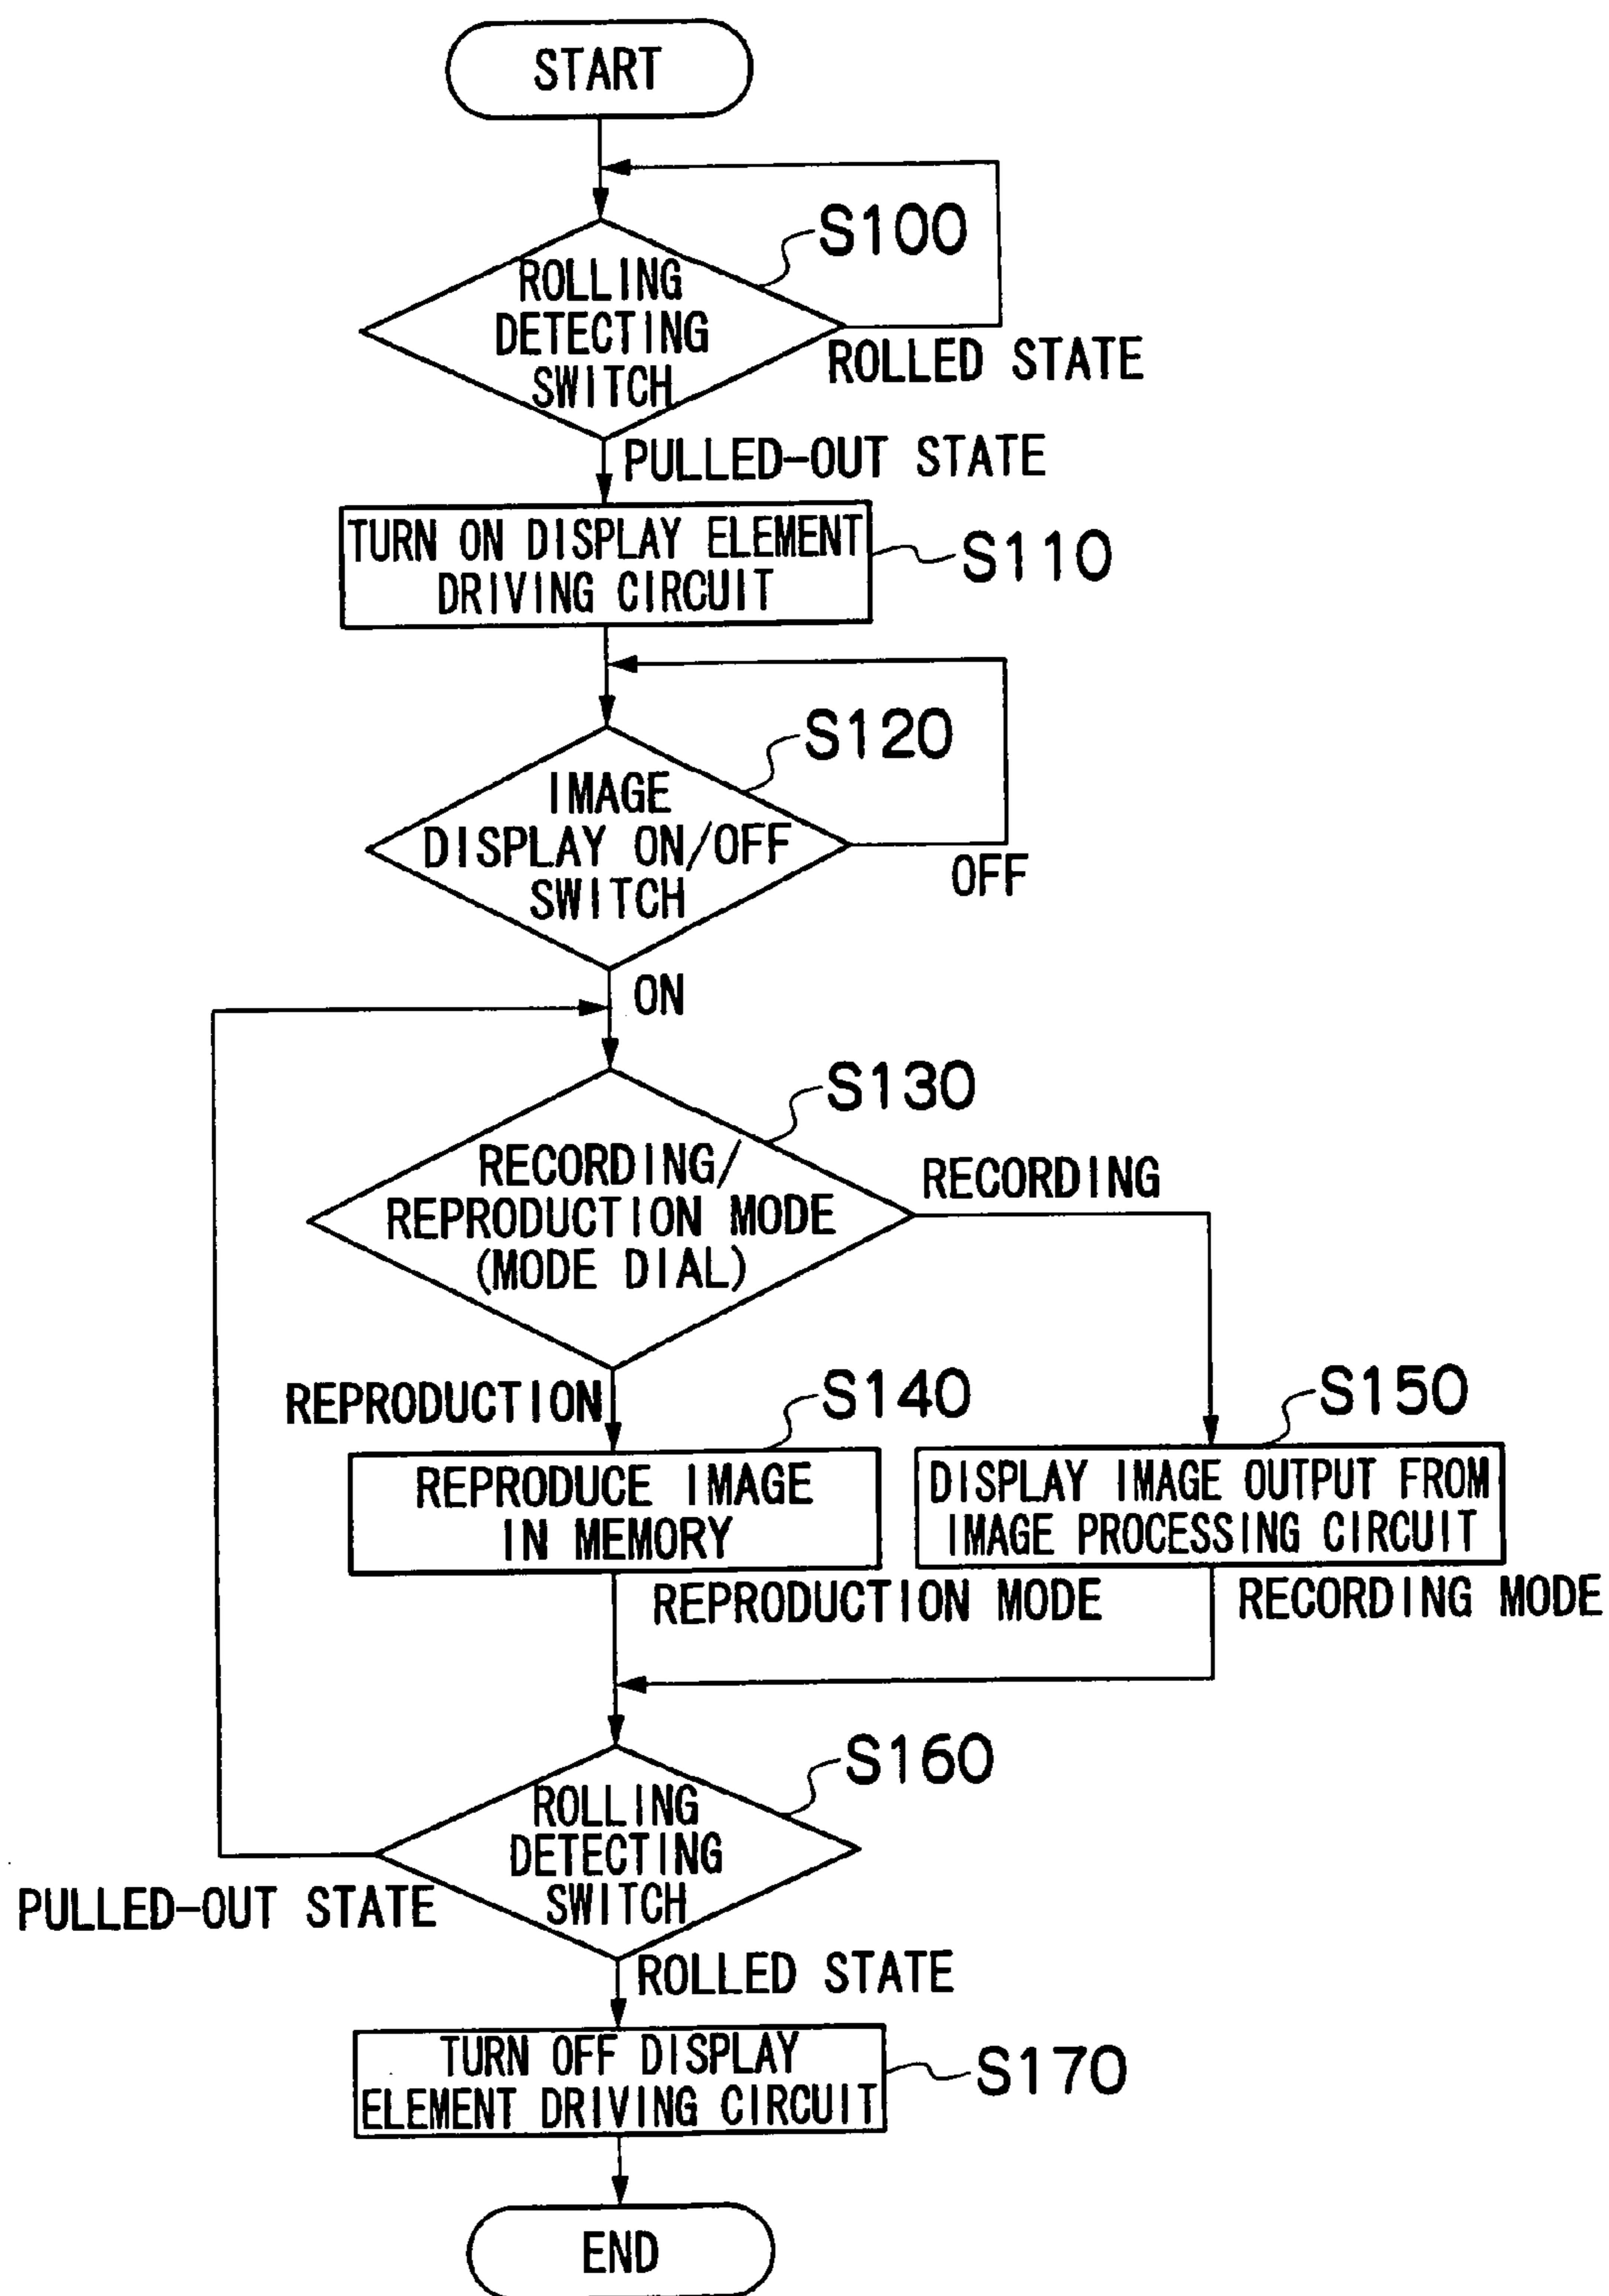 START
S100
ROLLING
DETECTING
SWITCH
ROLLED STATE
PULLED-OUT STATE
TURN ON DISPLAY ELEMENT
DRIVING CIRCUIT
S110
S120
IMAGE
DISPLAY ON/OFF
SWITCH
OFF
ON
S130
RECORDING/
REPRODUCTION MODE
(MODE DIAL)
RECORDING
REPRODUCTION
S140
S150
REPRODUCE IMAGE
IN MEMORY
DISPLAY IMAGE OUTPUT FROM
IMAGE PROCESSING CIRCUIT
REPRODUCTION MODE
RECORDING MODE
S160
ROLLING
DETECTING
SWITCH
PULLED-OUT STATE
ROLLED STATE
TURN OFF DISPLAY
ELEMENT DRIVING CIRCUIT
S170
END